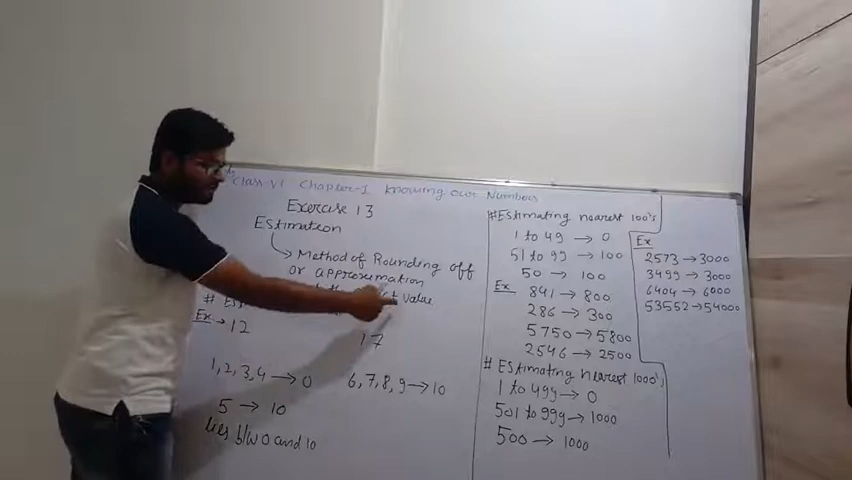 Class VI Chapter-1 Knowing our Numbers
Exercise 13
Estimation
Method of Rounding off
or approximation
value
# Es
Ex → 12
17
1,2,3,4 → 0
6,7,8,9 → 10
5 → 10
lies b/w 0 and 10
# Estimating nearest 100's
1 to 49 → 0
51 to 99 → 100
50 → 100
Ex 841 → 800
286 → 300
5750 → 5800
2546 → 2500
# Estimating nearest 1000's
1 to 499 → 0
501 to 999 → 1000
500 → 1000
Ex
2573 → 3000
3499 → 3000
6404 → 6000
53552 → 54000